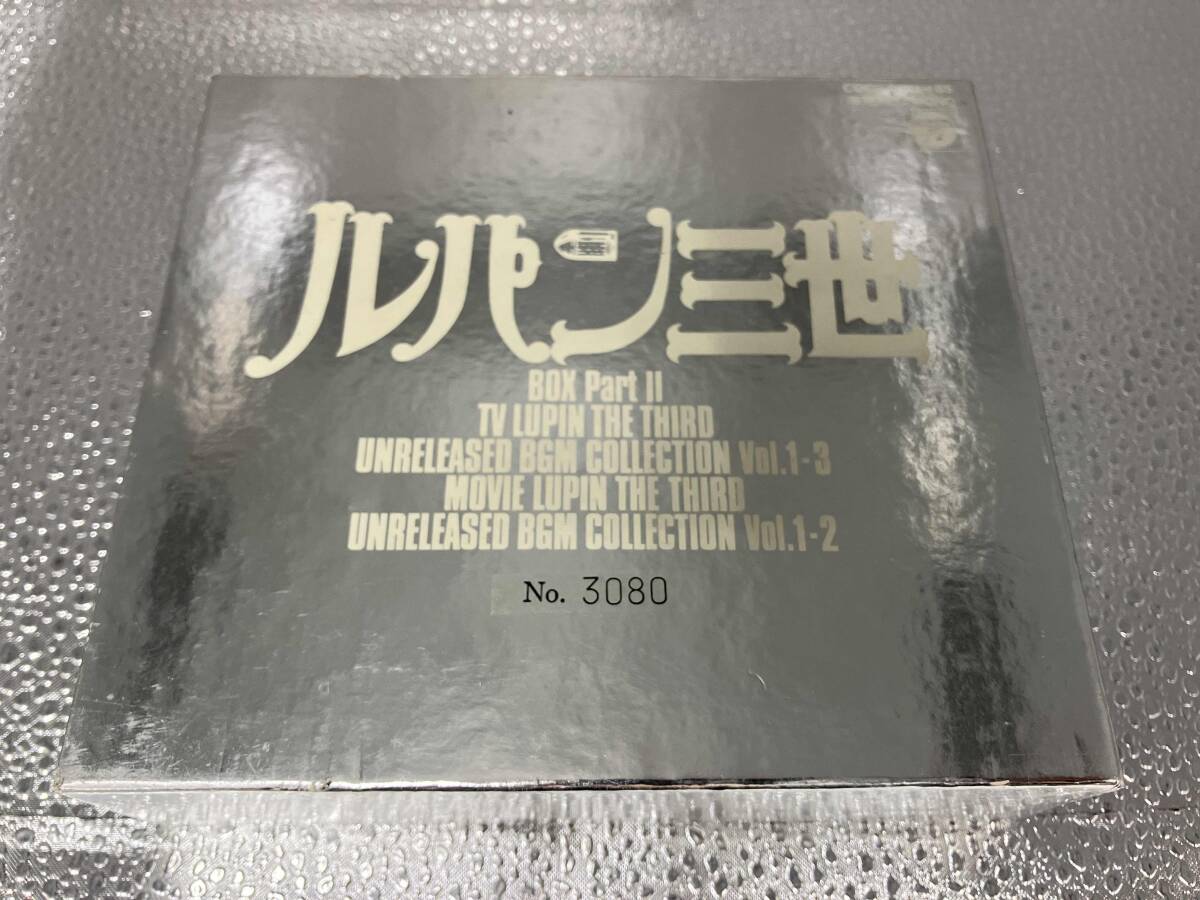 ルパン三世
BOX Part II
TV LUPIN THE THIRD
UNRELEASED BGM COLLECTION Vol.1-3
MOVIE LUPIN THE THIRD
UNRELEASED BGM COLLECTION Vol.1-2
No. 3080